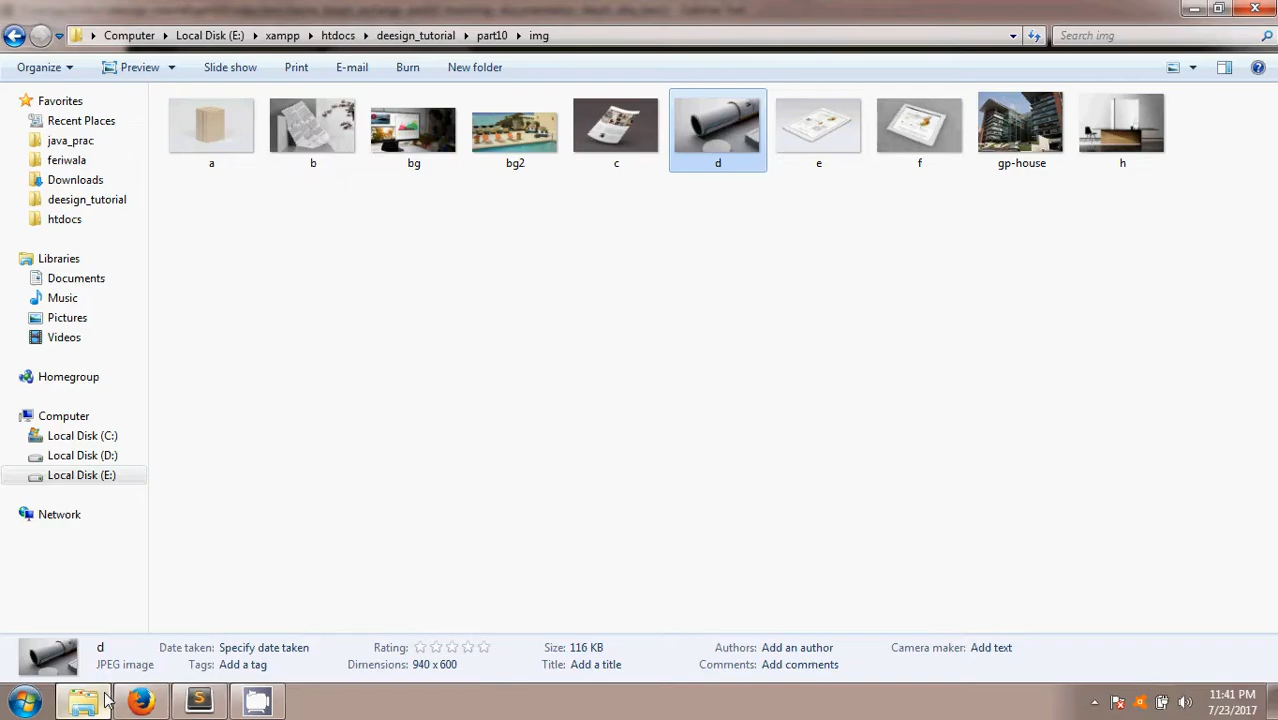 Computer Local Disk (E:) xampp htdocs deesign_tutorial part10 img
Search img
Organize Preview Slide show Print E-mail Burn New folder
Favorites
Recent Places
java_prac
feriwala
Downloads
deesign_tutorial
htdocs
Libraries
Documents
Music
Pictures
Videos
Homegroup
Computer
Local Disk (C:)
Local Disk (D:)
Local Disk (E:)
Network
a b bg bg2 c d e f gp-house h
d Date taken: Specify date taken Rating: Size: 116 KB Authors: Add an author Camera maker: Add text
JPEG image Tags: Add a tag Dimensions: 940 x 600 Title: Add a title Comments: Add comments
S
11:41 PM
7/23/2017